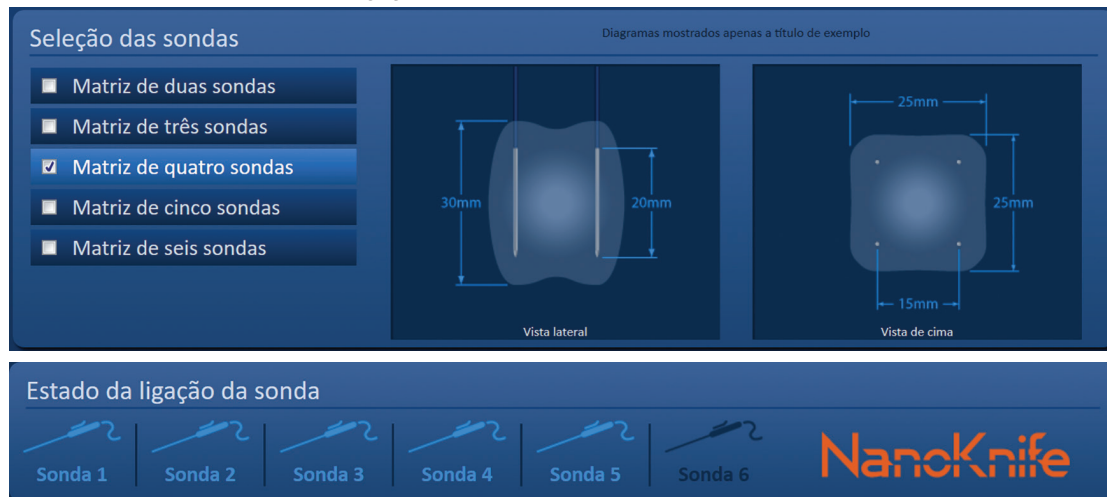 Seleção das sondas
Diagramas mostrados apenas a título de exemplo
Matriz de duas sondas
Matriz de três sondas
Matriz de quatro sondas
Matriz de cinco sondas
Matriz de seis sondas
30mm
20mm
Vista lateral
25mm
25mm
15mm
Vista de cima
Estado da ligação da sonda
Sonda 1
Sonda 2
Sonda 3
Sonda 4
Sonda 5
Sonda 6
NanoKnife